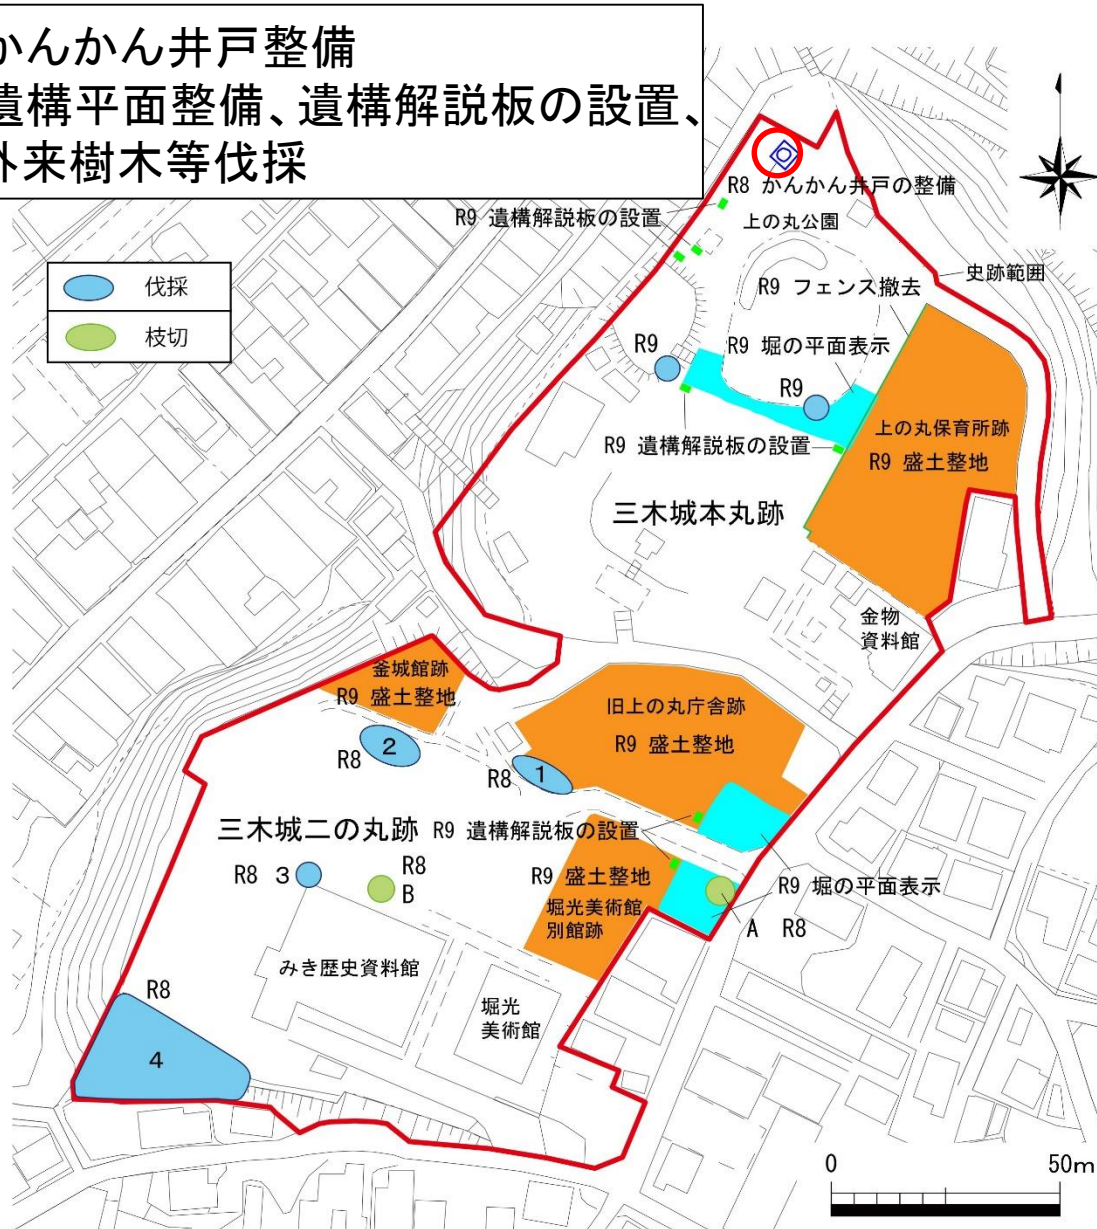 かんかん井戸整備
遺構平面整備、遺構解説板の設置、
外来樹木等伐採
伐採
枝切
R8 かんかん井戸の整備
R9 遺構解説板の設置
上の丸公園
史跡範囲
R9 フェンス撤去
R9
R9 堀の平面表示
R9
上の丸保育所跡
R9 盛土整地
R9 遺構解説板の設置
三木城本丸跡
金物
資料館
釜城館跡
R9 盛土整地
旧上の丸庁舎跡
R9 盛土整地
R8
2
R8
1
三木城二の丸跡
R9 遺構解説板の設置
R8 3
R8
B
R9 盛土整地
堀光美術館
別館跡
R9 堀の平面表示
A R8
みき歴史資料館
堀光
美術館
R8
4
0
50m